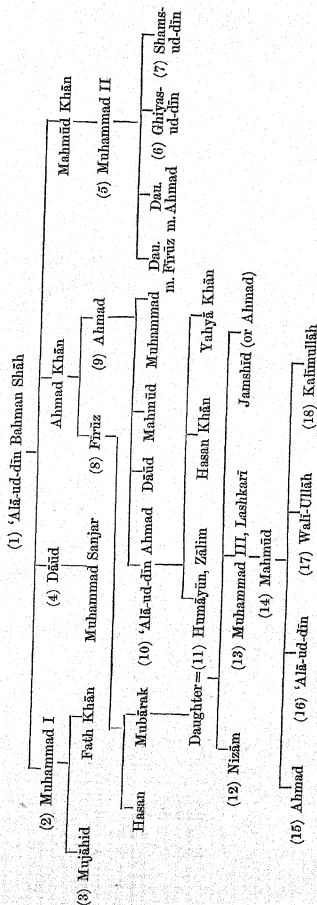 (1) ‘Alā-ud-dīn Bahman Shāh
(2) Muhammad I
(4) Dāūd
Ahmad Khān
Mahmūd Khān
(3) Mujāhid
Fath Khān
Muhammad Sanjar
(8) Fīrūz
(9) Ahmad
(5) Muhammad II
Dau.
m. Fīrūz
Dau.
m. Ahmad
(6) Ghiyas-
ud-dīn
(7) Shams-
ud-dīn
Hasan
Mubārak
(10) ‘Alā-ud-dīn Ahmad
Dāūd
Mahmūd
Muhammad
Daughter=(11) Humāyūn, Zālim
Hasan Khān
Yahyā Khān
(12) Nizām
(13) Muhammad III, Lashkarī
Jamshīd (or Ahmad)
(14) Mahmūd
(15) Ahmad
(16) ‘Alā-ud-dīn
(17) Walī-Ullāh
(18) Kalīmullāh